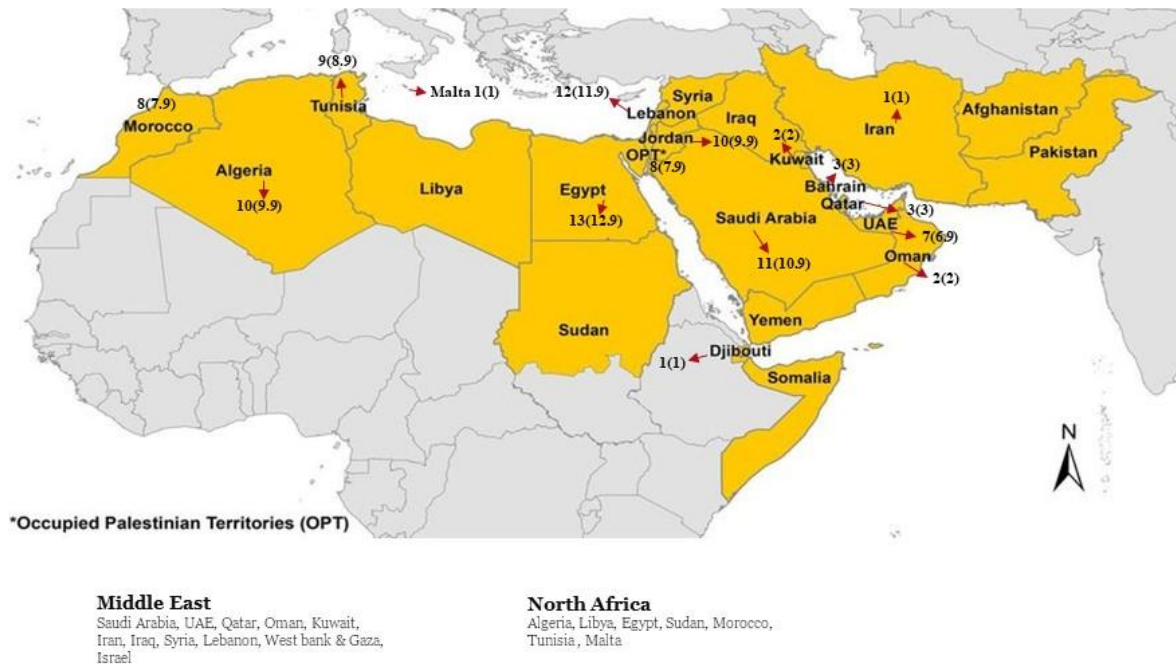 9(8.9)
Malta 1(1)
12(11.9)
Tunisia
8(7.9)
Morocco
Lebanon
Syria
Iraq
1(1)
Iran
Afghanistan
Jordan
10(9.9)
2(2)
OPT*
8(7.9)
Kuwait
3(3)
Pakistan
Algeria
10(9.9)
Libya
Egypt
13(12.9)
Bahrain
Qatar
3(3)
Saudi Arabia
UAE
7(6.9)
11(10.9)
Oman
2(2)
Sudan
Yemen
1(1)
Djibouti
Somalia
N
*Occupied Palestinian Territories (OPT)
Middle East
Saudi Arabia, UAE, Qatar, Oman, Kuwait,
Iran, Iraq, Syria, Lebanon, West bank & Gaza,
Israel
North Africa
Algeria, Libya, Egypt, Sudan, Morocco,
Tunisia , Malta